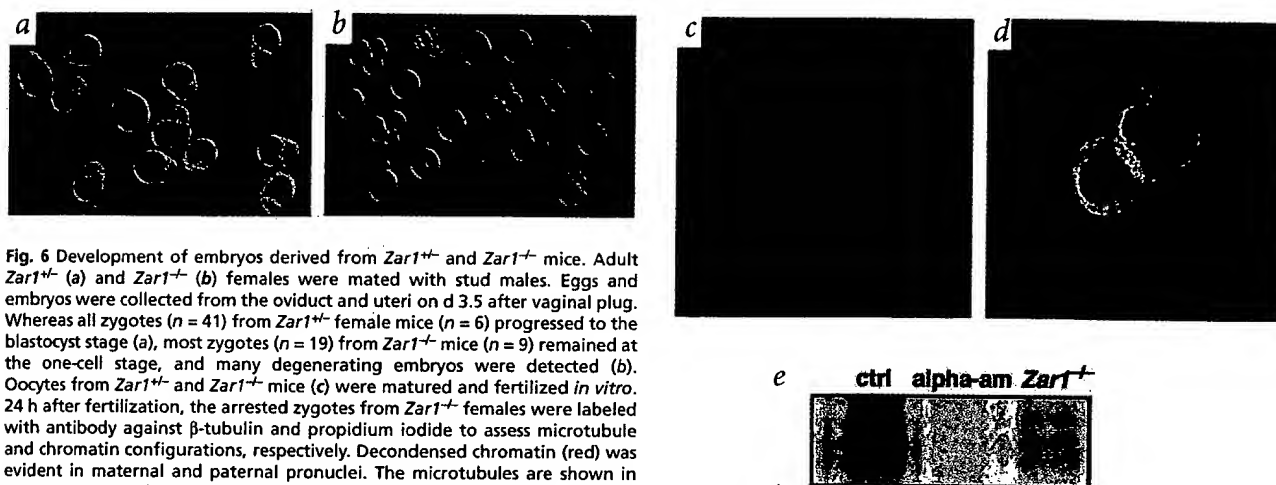 a
b
c
d
Fig. 6 Development of embryos derived from Zar1+/– and Zar1–/– mice. Adult
Zar1+/– (a) and Zar1–/– (b) females were mated with stud males. Eggs and
embryos were collected from the oviduct and uteri on d 3.5 after vaginal plug.
Whereas all zygotes (n = 41) from Zar1+/– female mice (n = 6) progressed to the
blastocyst stage (a), most zygotes (n = 19) from Zar1–/– mice (n = 9) remained at
the one-cell stage, and many degenerating embryos were detected (b).
Oocytes from Zar1+/– and Zar1–/– mice (c) were matured and fertilized in vitro.
24 h after fertilization, the arrested zygotes from Zar1–/– females were labeled
with antibody against β-tubulin and propidium iodide to assess microtubule
and chromatin configurations, respectively. Decondensed chromatin (red) was
evident in maternal and paternal pronuclei. The microtubules are shown in
e
ctrl alpha-am Zar1–/–